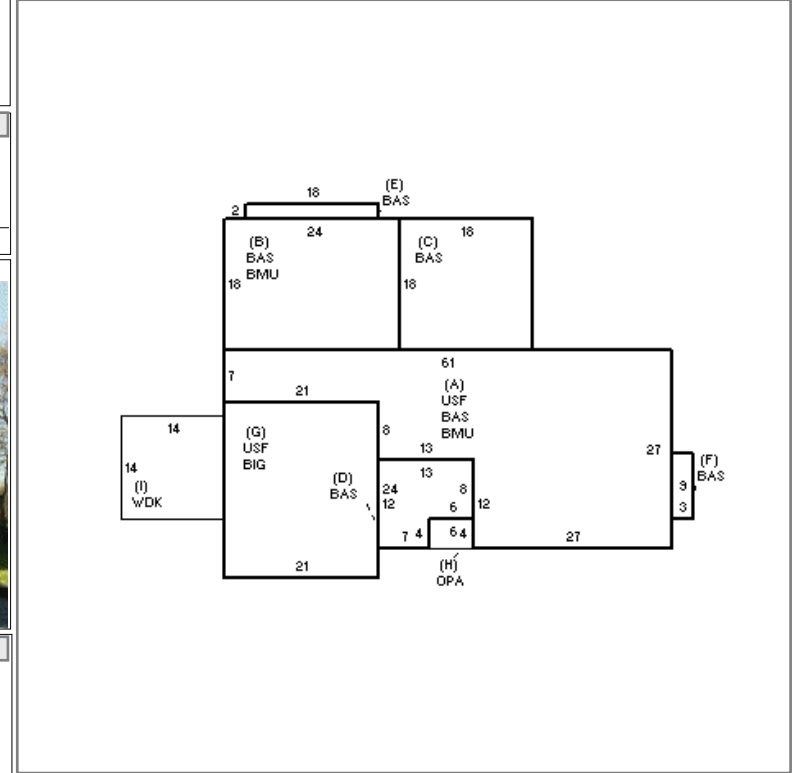 18
(E)
BAS
2
24
18
(B)
BAS
BMU
(C)
BAS
18
18
61
7
(A)
USF
BAS
BMU
21
14
(G)
USF
BIG
8
13
27
(F)
BAS
14
(I)
WDK
(D)
BAS
13
24
8
9
12
6
12
3
7 4
6 4
27
21
(H)
OPA